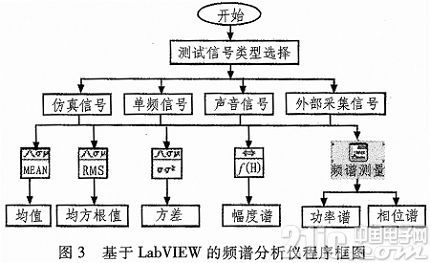 开始
测试信号类型选择
仿真信号 单频信号 声音信号 外部采集信号
MEAN RMS σσ² f(H) 频谱测量
均值 均方根值 方差 幅度谱 功率谱 相位谱
图 3 基于 LabVIEW 的频谱分析仪程序框图